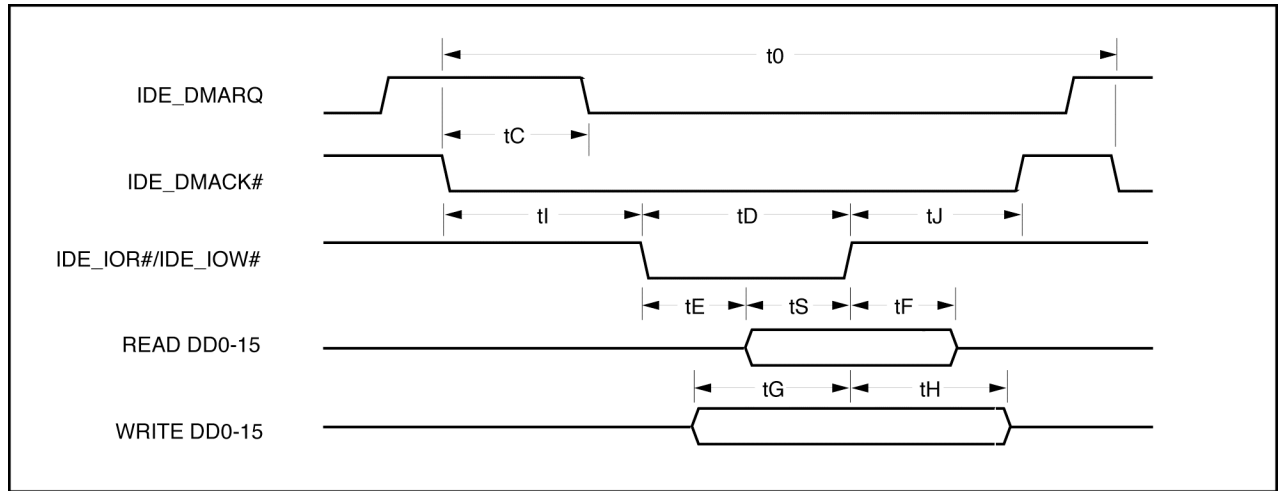 t0
IDE_DMARQ
tC
IDE_DMACK#
tI tD tJ
IDE_IOR#/IDE_IOW#
tE tS tF
READ DD0-15
tG tH
WRITE DD0-15